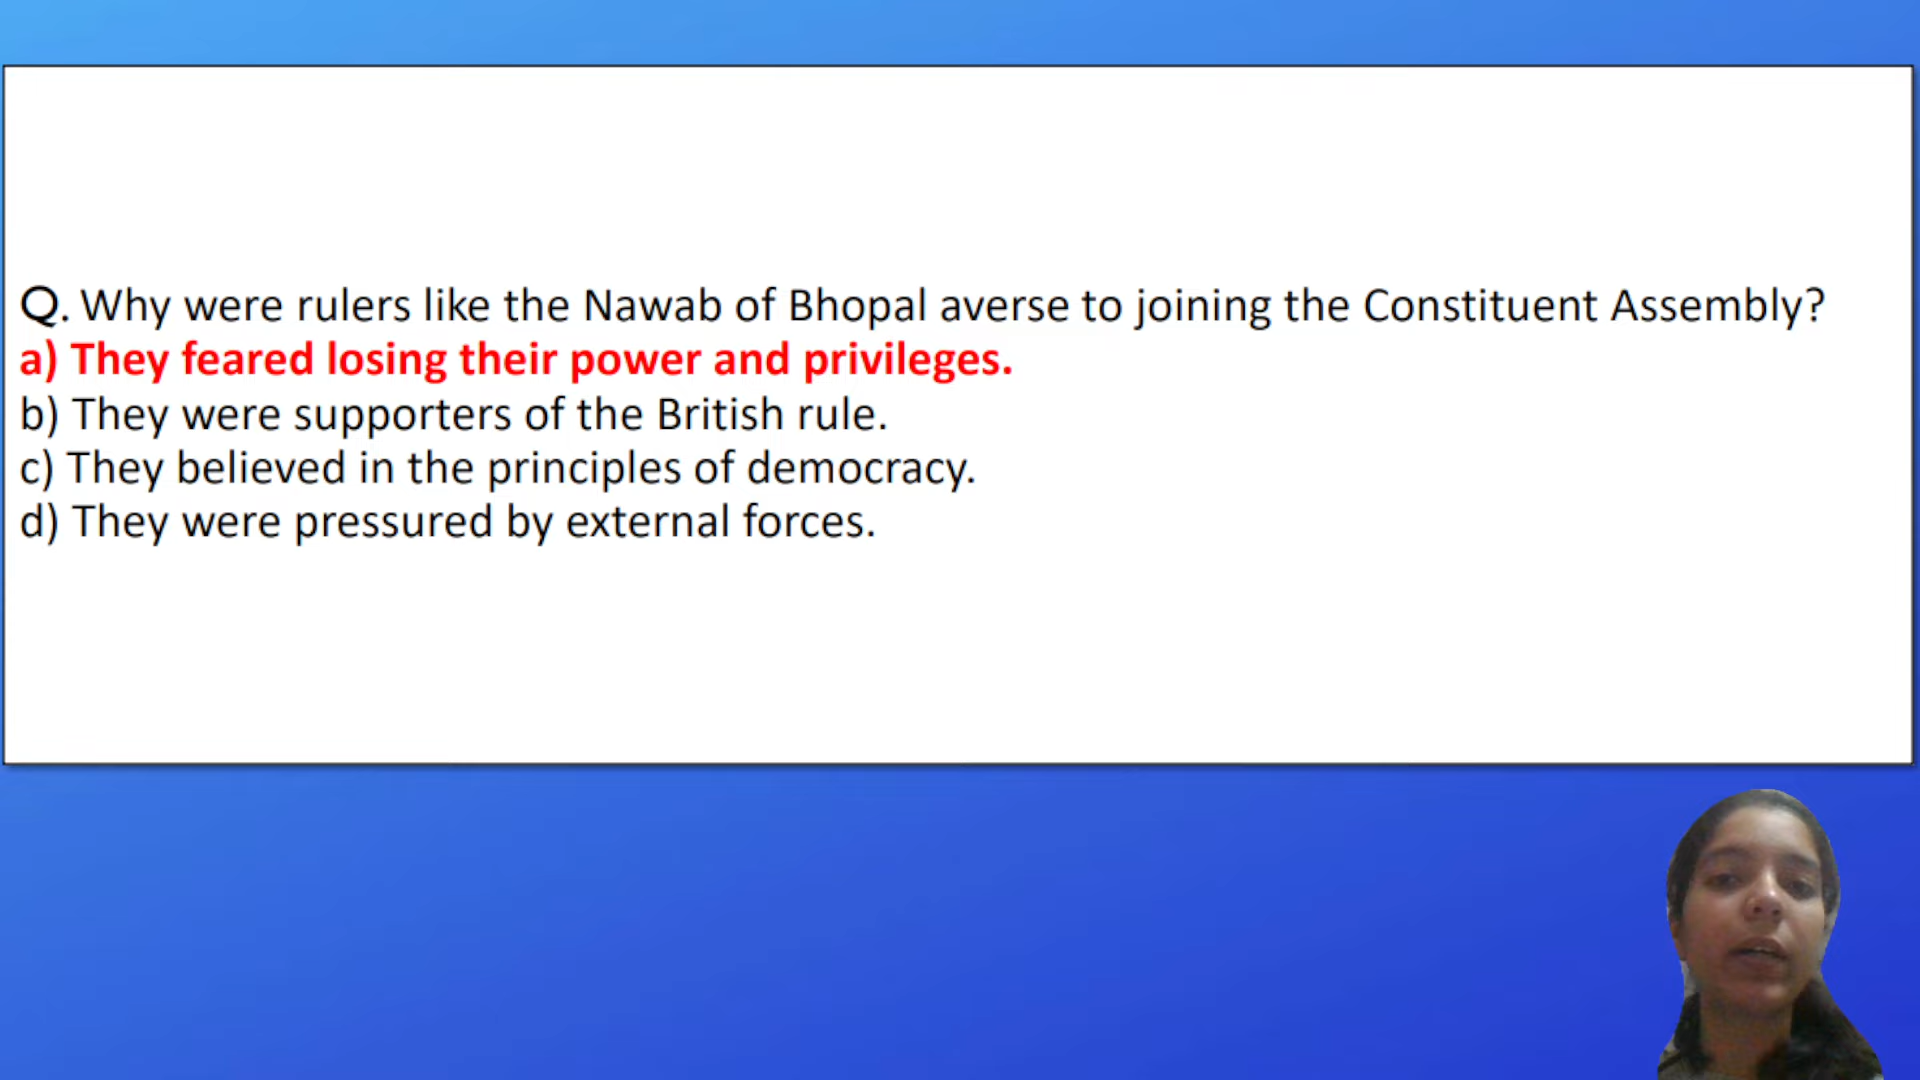 Q. Why were rulers like the Nawab of Bhopal averse to joining the Constituent Assembly?
a) They feared losing their power and privileges.
b) They were supporters of the British rule.
c) They believed in the principles of democracy.
d) They were pressured by external forces.